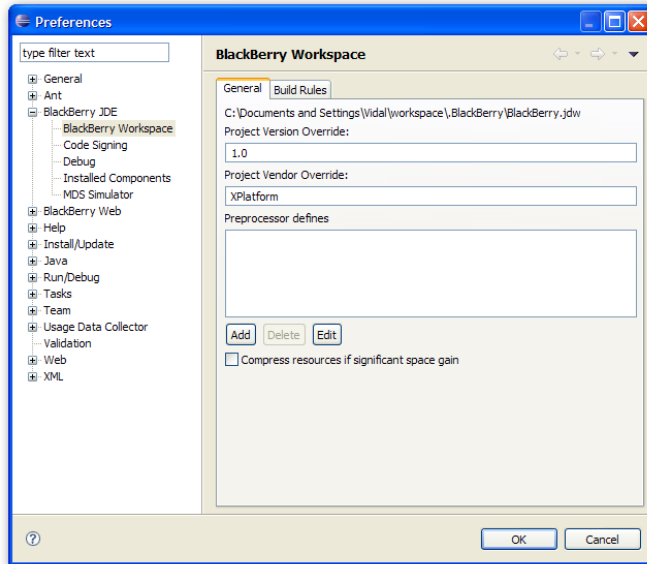 Preferences
type filter text
General
Ant
BlackBerry JDE
BlackBerry Workspace
Code Signing
Debug
Installed Components
MDS Simulator
BlackBerry Web
Help
Install/Update
Java
Run/Debug
Tasks
Team
Usage Data Collector
Validation
Web
XML
BlackBerry Workspace
General Build Rules
C:\Documents and Settings\Vidal\workspace\.BlackBerry\BlackBerry.jdw
Project Version Override:
1.0
Project Vendor Override:
XPlatform
Preprocessor defines
Add Delete Edit
Compress resources if significant space gain
OK Cancel